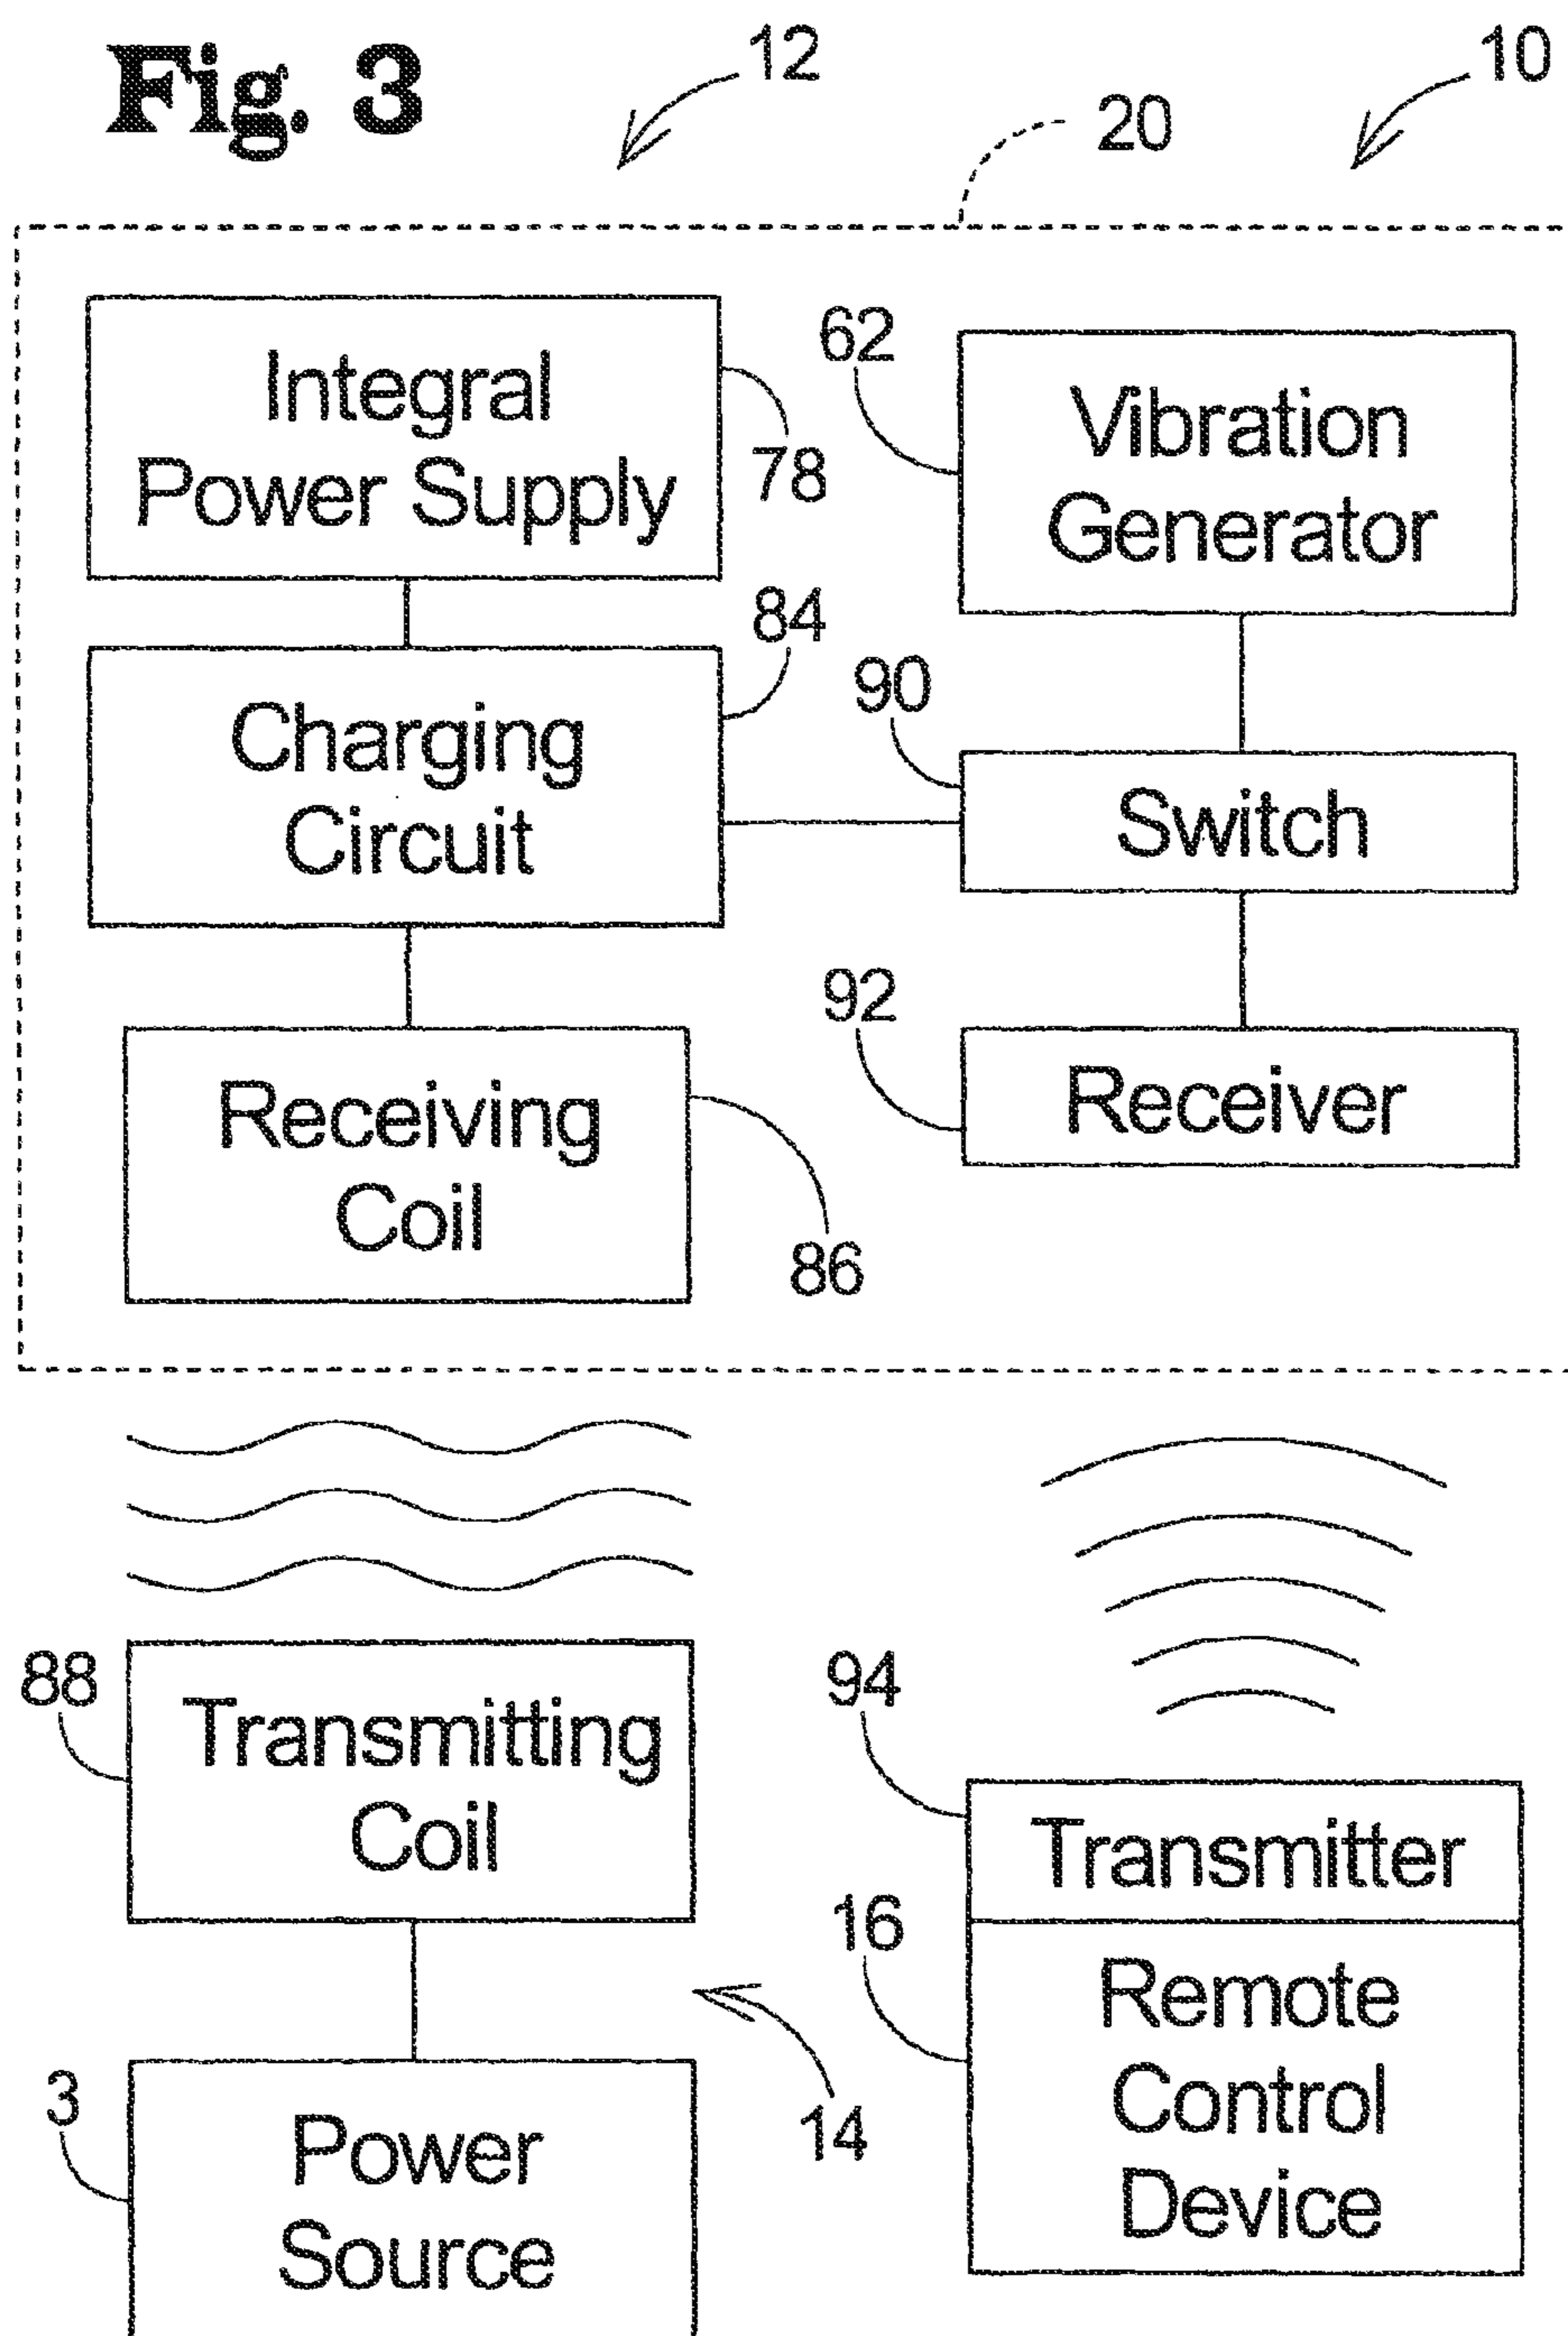 Fig. 3
12
10
20
Integral
Power Supply
78
62
Vibration
Generator
84
Charging
Circuit
90
Switch
92
Receiver
Receiving
Coil
86
88
Transmitting
Coil
94
Transmitter
16
Remote
Control
Device
14
3
Power
Source